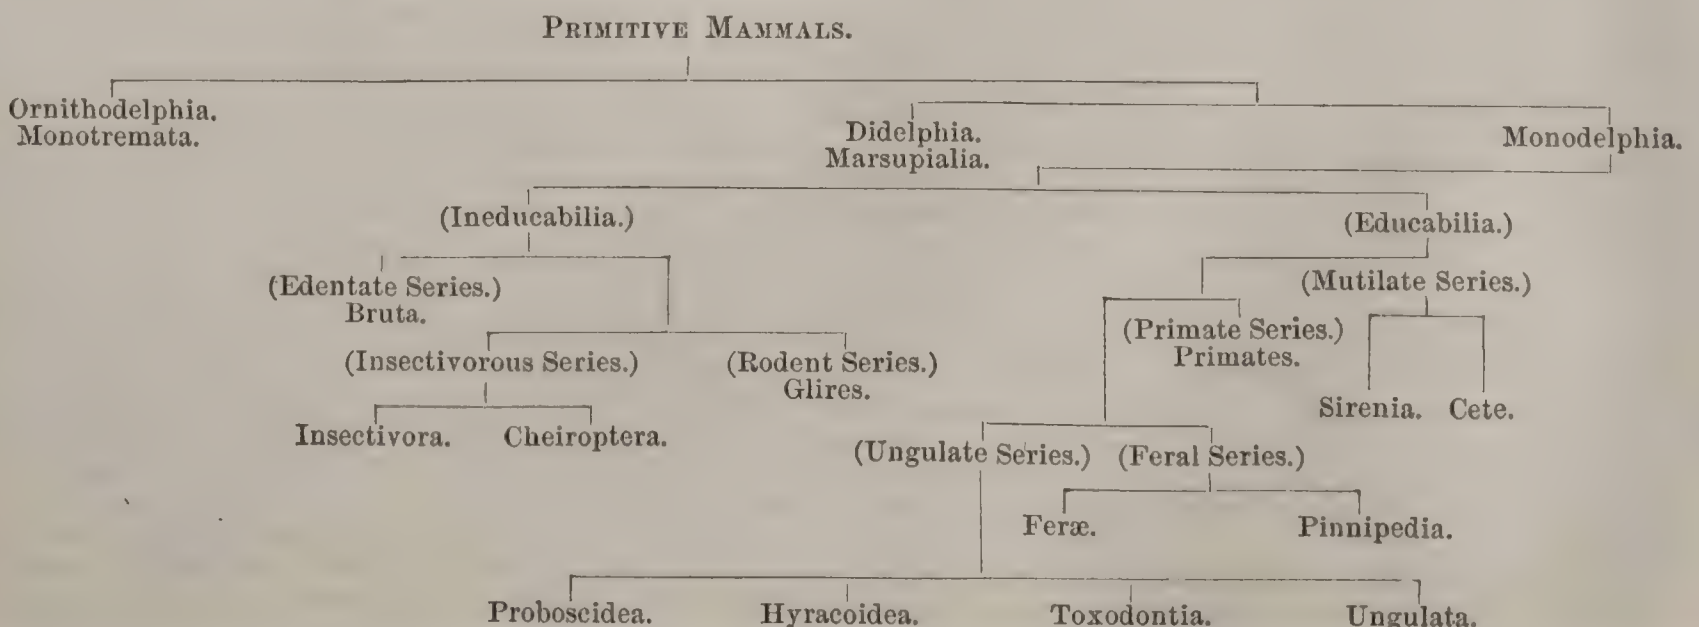 PRIMITIVE MAMMALS.
Ornithodelphia.
Monotremata.
Didelphia.
Marsupialia.
Monodelphia.
(Ineducabilia.)
(Educabilia.)
(Edentate Series.)
Bruta.
(Mutilate Series.)
(Primate Series.)
Primates.
(Insectivorous Series.)
(Rodent Series.)
Glires.
Sirenia.
Cete.
Insectivora.
Cheiroptera.
(Ungulate Series.)
(Feral Series.)
Feræ.
Pinnipedia.
Proboscidea.
Hyracoidea.
Toxodontia.
Ungulata.